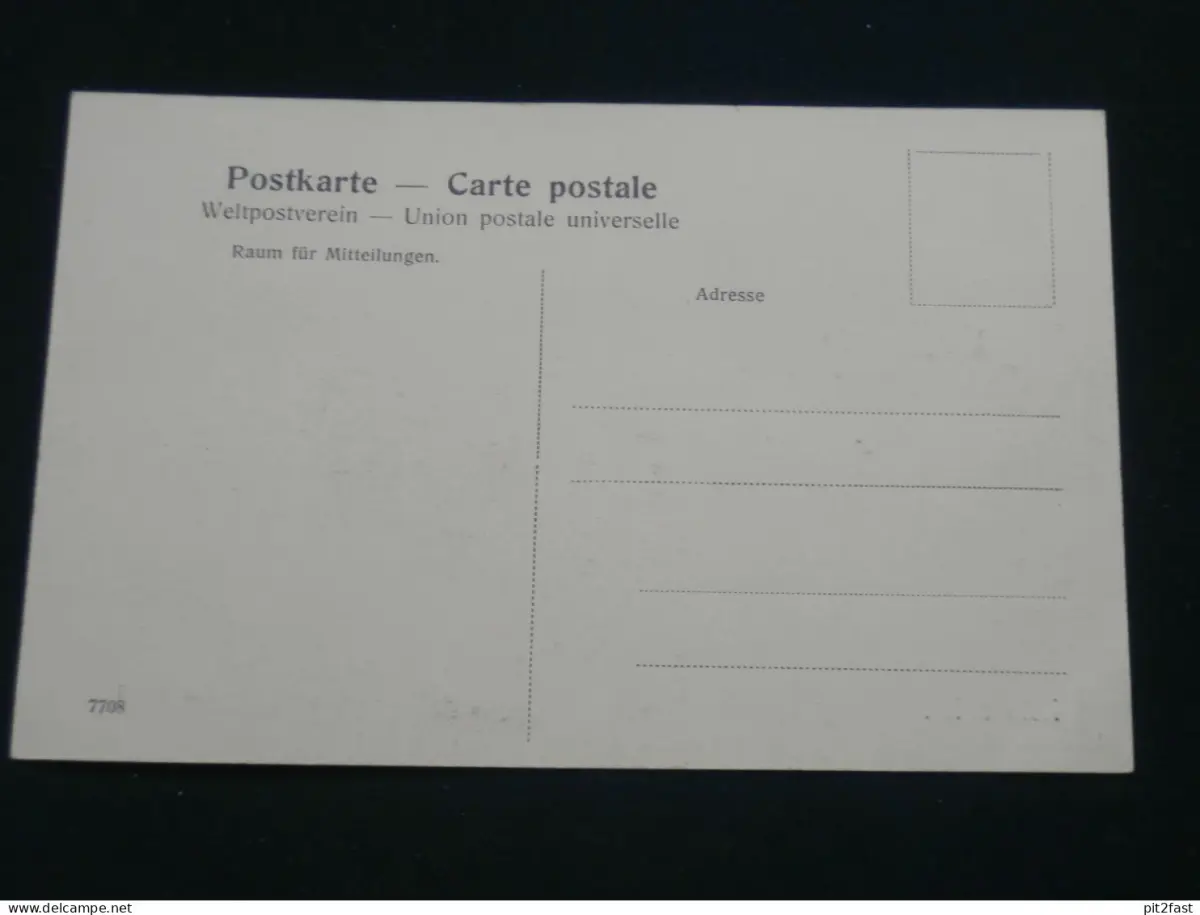 Postkarte — Carte postale
Weltpostverein — Union postale universelle
Raum für Mitteilungen.
Adresse
7708
www.delcampe.net
pit2fast